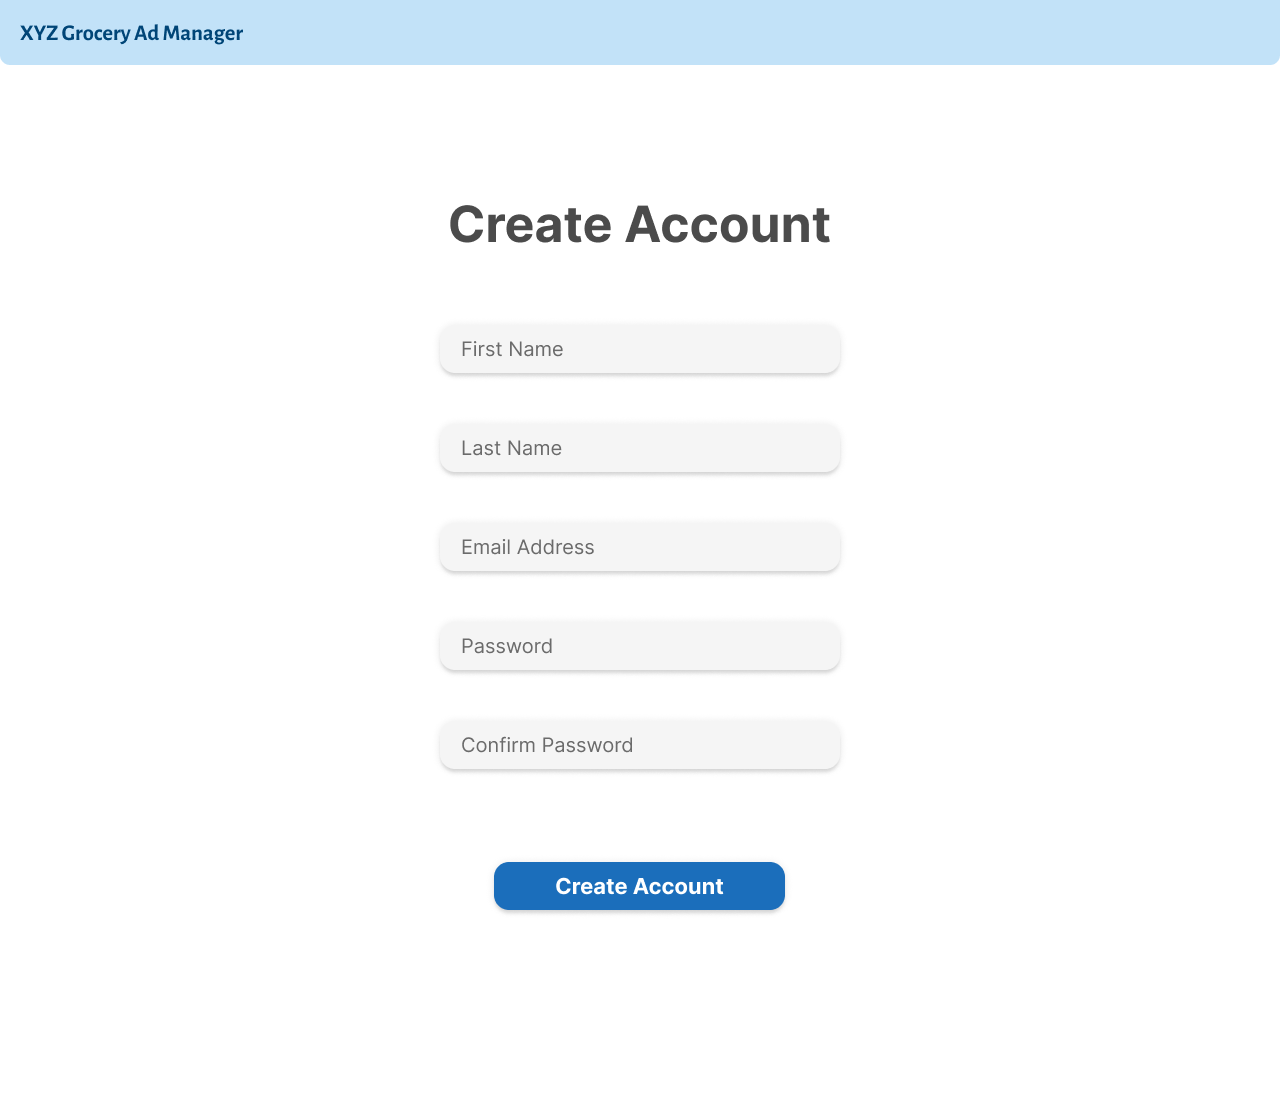 XYZ Grocery Ad Manager
Create Account
First Name
Last Name
Email Address
Password
Confirm Password
Create Account